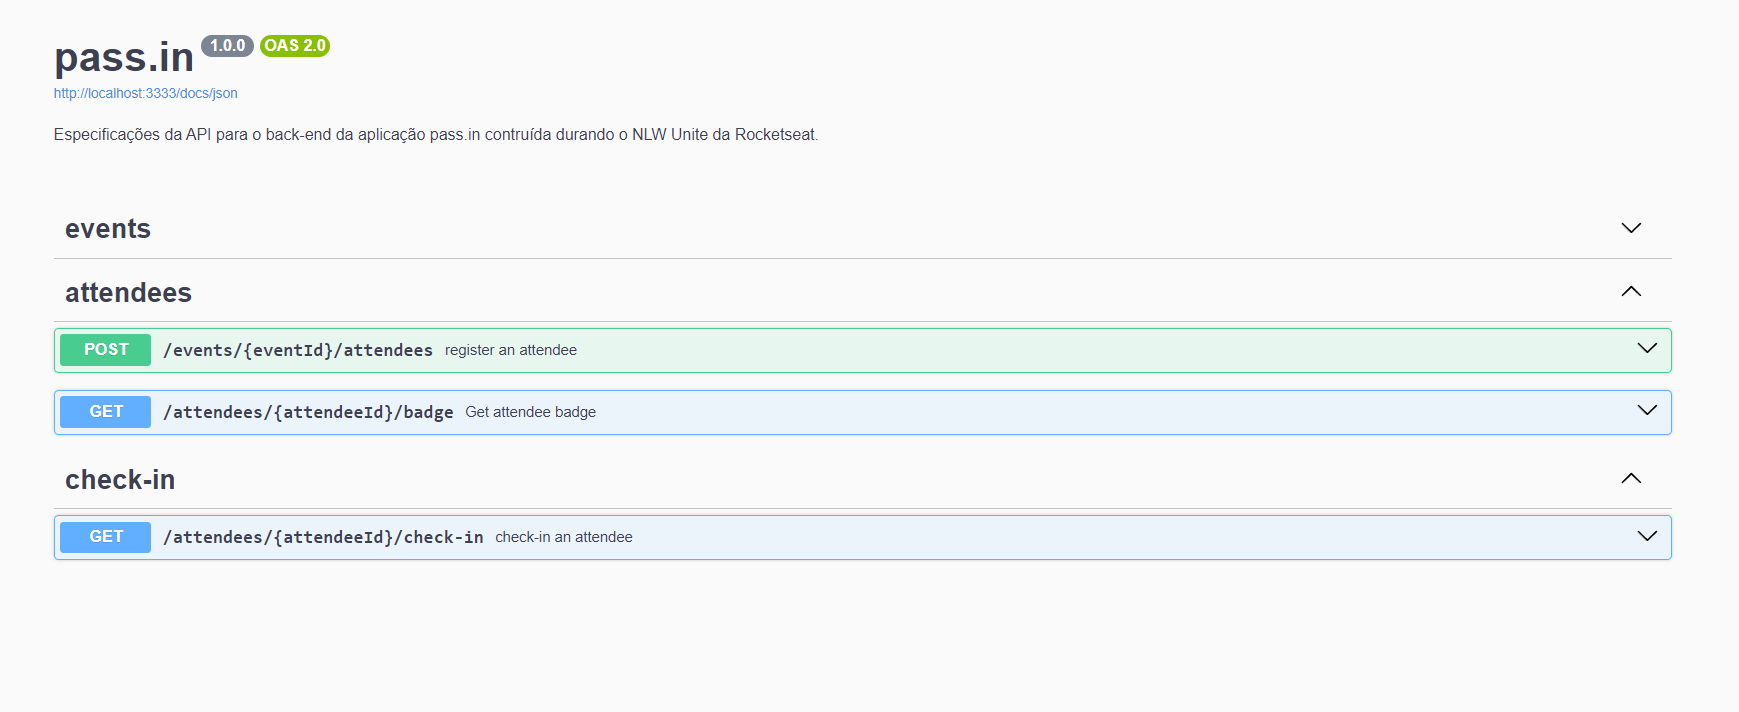 pass.in 1.0.0 OAS 2.0
http://localhost:3333/docs/json
Especificações da API para o back-end da aplicação pass.in contruída durando o NLW Unite da Rocketseat.
events
attendees
POST /events/{eventId}/attendees register an attendee
GET /attendees/{attendeeId}/badge Get attendee badge
check-in
GET /attendees/{attendeeId}/check-in check-in an attendee